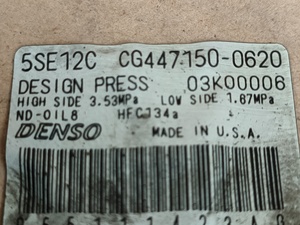 5SE12C CG447150-0620
DESIGN PRESS 03K00006
HIGH SIDE 3.53MPa LOW SIDE 1.67MPa
ND-OIL8 HFC134a
DENSO MADE IN U.S.A.